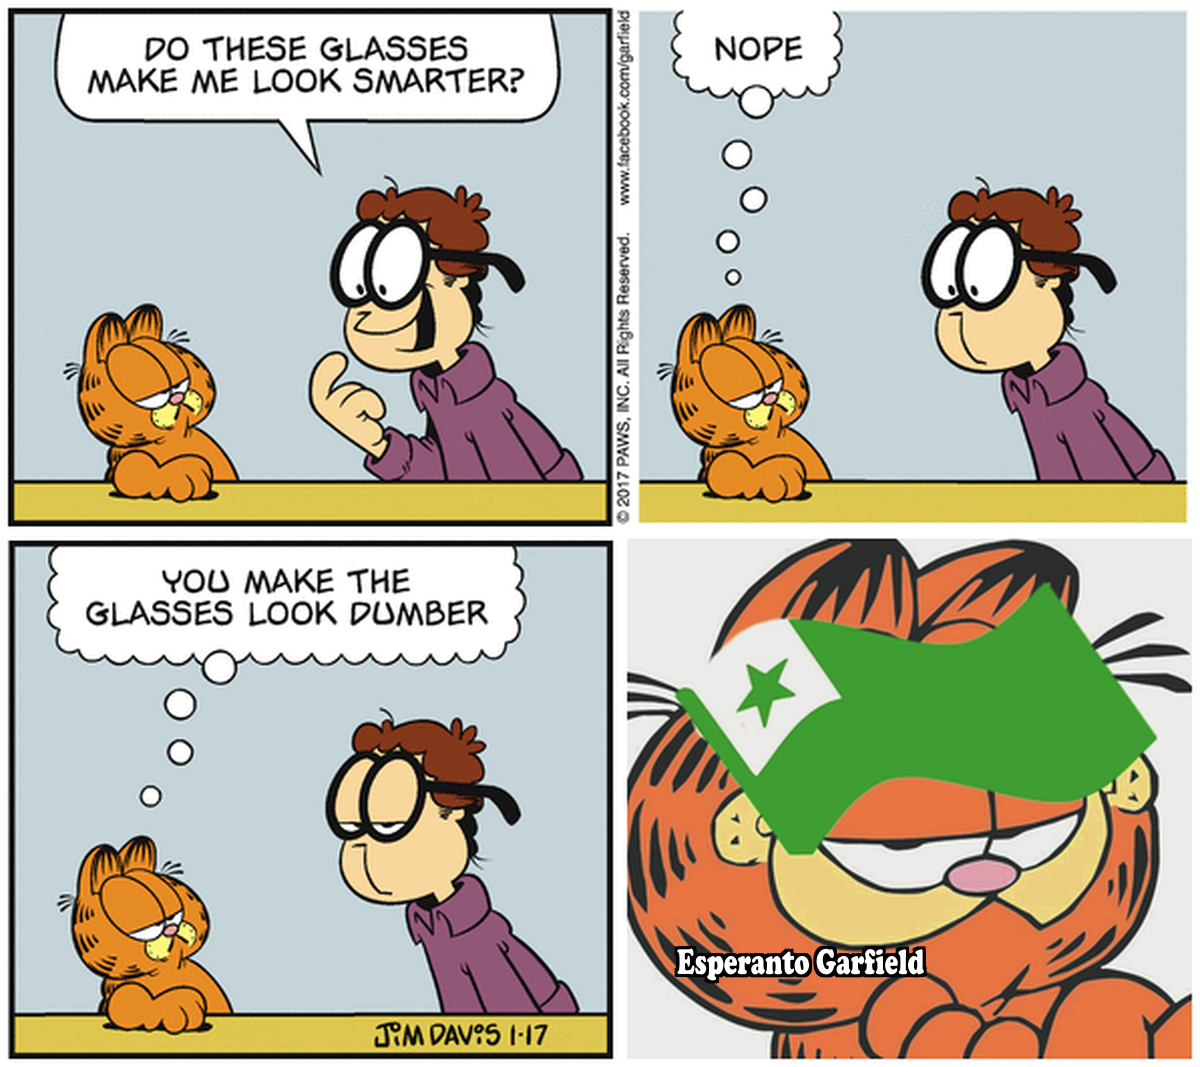 DO THESE GLASSES
MAKE ME LOOK SMARTER?
© 2017 PAWS, INC. All Rights Reserved. www.facebook.com/garfield
NOPE
YOU MAKE THE
GLASSES LOOK DUMBER
JiM DAViS 1-17
Esperanto Garfield